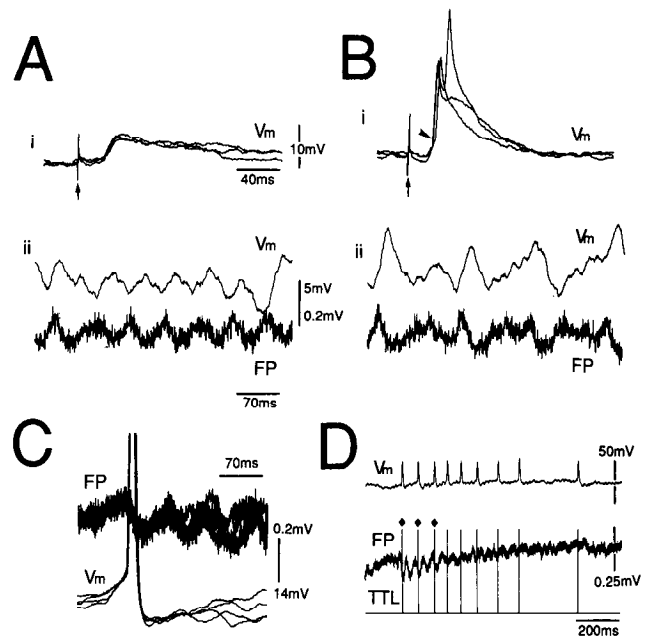 A
B
i
Vm
10mV
40ms
i
Vm
ii
Vm
5mV
0.2mV
FP
70ms
ii
Vm
FP
C
D
FP
70ms
0.2mV
Vm
14mV
Vm
50mV
FP
0.25mV
TTL
200ms